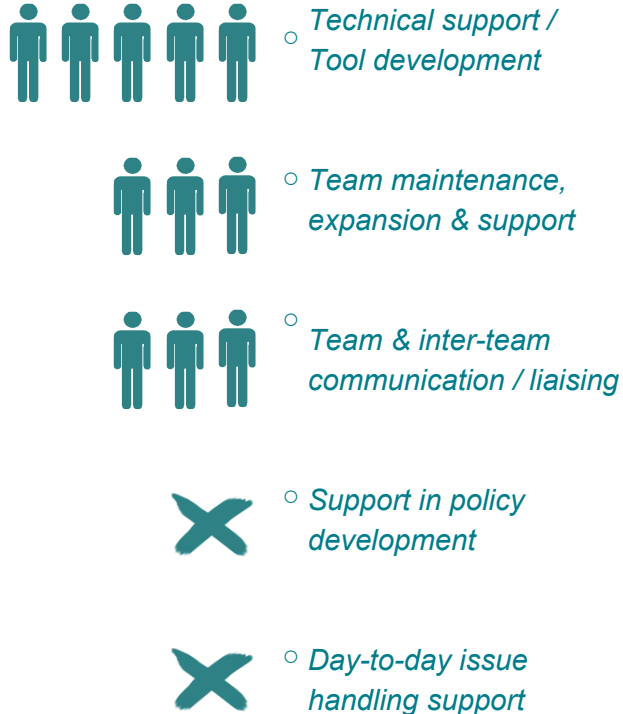 ○ Technical support /
Tool development
○ Team maintenance,
expansion & support
○ Team & inter-team
communication / liaising
○ Support in policy
development
○ Day-to-day issue
handling support